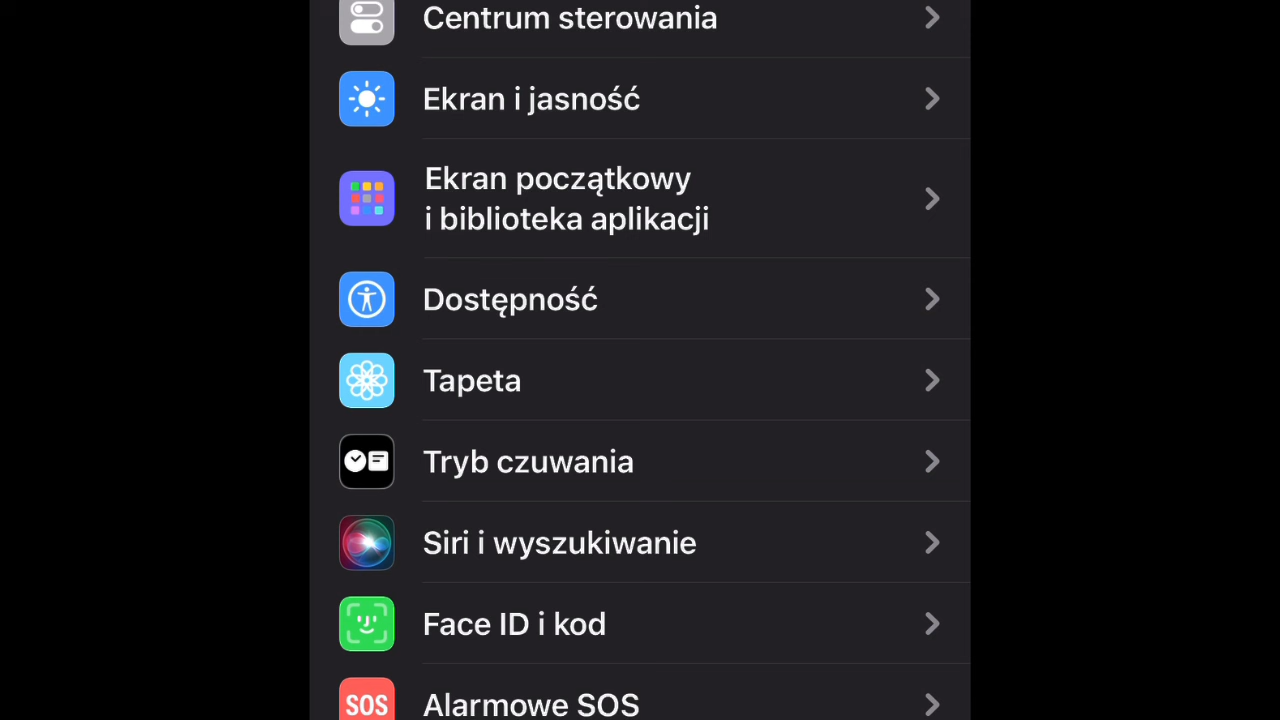 Centrum sterowania
Ekran i jasność
Ekran początkowy
i biblioteka aplikacji
Dostępność
Tapeta
Tryb czuwania
Siri i wyszukiwanie
Face ID i kod
SOS Alarmowe SOS